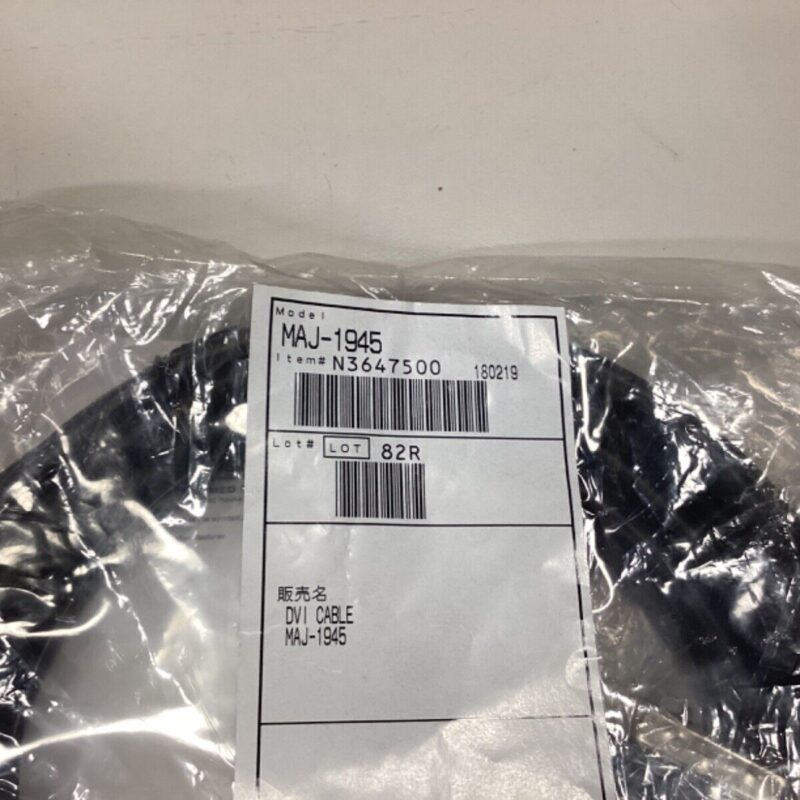 Model
MAJ-1945
Item# N3647500 180219
Lot# LOT 82R
販売名
DVI CABLE
MAJ-1945